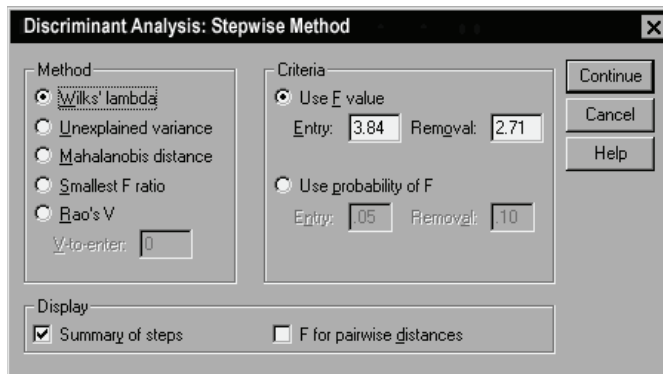 Discriminant Analysis: Stepwise Method
Method
Wilks' lambda
Unexplained variance
Mahalanobis distance
Smallest F ratio
Rao's V
V-to-enter: 0
Criteria
Use F value
Entry: 3.84 Removal: 2.71
Use probability of F
Entry: .05 Removal: .10
Continue
Cancel
Help
Display
Summary of steps
F for pairwise distances